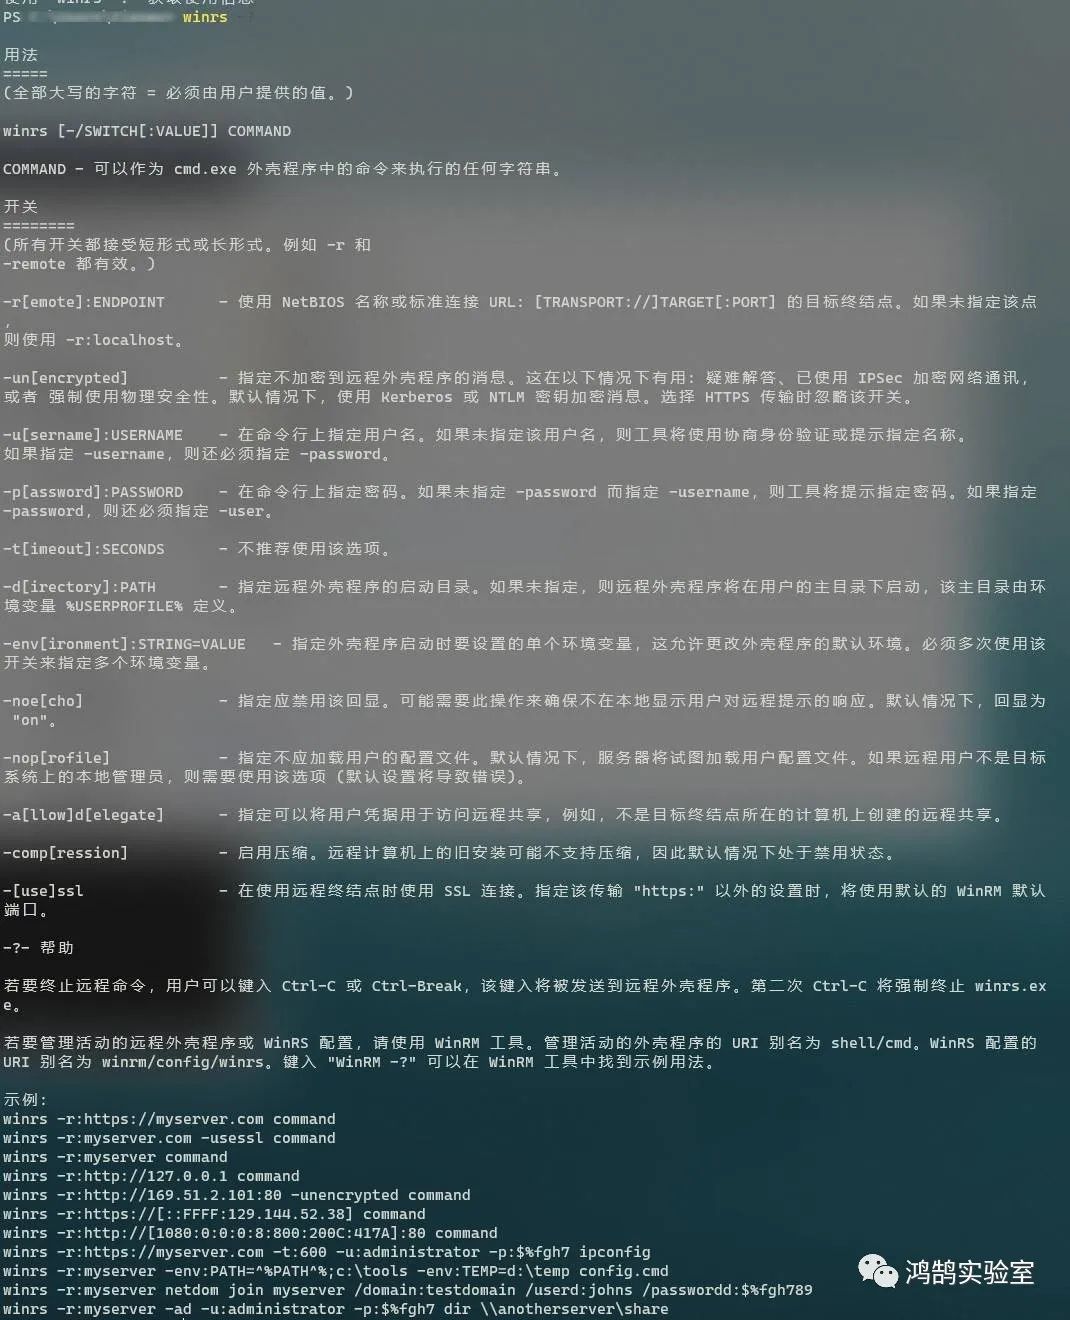 PS winrs -?
用法
=====
(全部大写的字符 = 必须由用户提供的值。)
winrs [-/SWITCH[:VALUE]] COMMAND
COMMAND - 可以作为 cmd.exe 外壳程序中的命令来执行的任何字符串。
开关
========
(所有开关都接受短形式或长形式。例如 -r 和
-remote 都有效。)
-r[emote]:ENDPOINT - 使用 NetBIOS 名称或标准连接 URL: [TRANSPORT://]TARGET[:PORT] 的目标终结点。如果未指定该点
,
则使用 -r:localhost。
-un[encrypted] - 指定不加密到远程外壳程序的消息。这在以下情况下有用: 疑难解答、已使用 IPSec 加密网络通讯,
或者 强制使用物理安全性。默认情况下, 使用 Kerberos 或 NTLM 密钥加密消息。选择 HTTPS 传输时忽略该开关。
-u[sername]:USERNAME - 在命令行上指定用户名。如果未指定该用户名, 则工具将使用协商身份验证或提示指定名称。
如果指定 -username, 则还必须指定 -password。
-p[assword]:PASSWORD - 在命令行上指定密码。如果未指定 -password 而指定 -username, 则工具将提示指定密码。如果指定
-password, 则还必须指定 -user。
-t[imeout]:SECONDS - 不推荐使用该选项。
-d[irectory]:PATH - 指定远程外壳程序的启动目录。如果未指定, 则远程外壳程序将在用户的主目录下启动, 该主目录由环
境变量 %USERPROFILE% 定义。
-env[ironment]:STRING=VALUE - 指定外壳程序启动时要设置的单个环境变量, 这允许更改外壳程序的默认环境。必须多次使用该
开关来指定多个环境变量。
-noe[cho] - 指定应禁用该回显。可能需要此操作来确保不在本地显示用户对远程提示的响应。默认情况下, 回显为
"on"。
-nop[rofile] - 指定不应加载用户的配置文件。默认情况下, 服务器将试图加载用户配置文件。如果远程用户不是目标
系统上的本地管理员, 则需要使用该选项 (默认设置将导致错误)。
-a[llow]d[elegate] - 指定可以将用户凭据用于访问远程共享, 例如, 不是目标终结点所在的计算机上创建的远程共享。
-comp[ression] - 启用压缩。远程计算机上的旧安装可能不支持压缩, 因此默认情况下处于禁用状态。
-[use]ssl - 在使用远程终结点时使用 SSL 连接。指定该传输 "https:" 以外的设置时, 将使用默认的 WinRM 默认
端口。
-?- 帮助
若要终止远程命令, 用户可以键入 Ctrl-C 或 Ctrl-Break, 该键入将被发送到远程外壳程序。第二次 Ctrl-C 将强制终止 winrs.ex
e。
若要管理活动的远程外壳程序或 WinRS 配置, 请使用 WinRM 工具。管理活动的外壳程序的 URI 别名为 shell/cmd。WinRS 配置的
URI 别名为 winrm/config/winrs。键入 "WinRM -?" 可以在 WinRM 工具中找到示例用法。
示例:
winrs -r:https://myserver.com command
winrs -r:myserver.com -usessl command
winrs -r:myserver command
winrs -r:http://127.0.0.1 command
winrs -r:http://169.51.2.101:80 -unencrypted command
winrs -r:https://[::FFFF:129.144.52.38] command
winrs -r:http://[1080:0:0:0:8:800:200C:417A]:80 command
winrs -r:https://myserver.com -t:600 -u:administrator -p:$%fgh7 ipconfig
winrs -r:myserver -env:PATH=^%PATH^%;c:\tools -env:TEMP=d:\temp config.cmd
winrs -r:myserver netdom join myserver /domain:testdomain /userd:johns /passwordd:$%fgh789
winrs -r:myserver -ad -u:administrator -p:$%fgh7 dir \\anotherserver\share
鸿鹄实验室